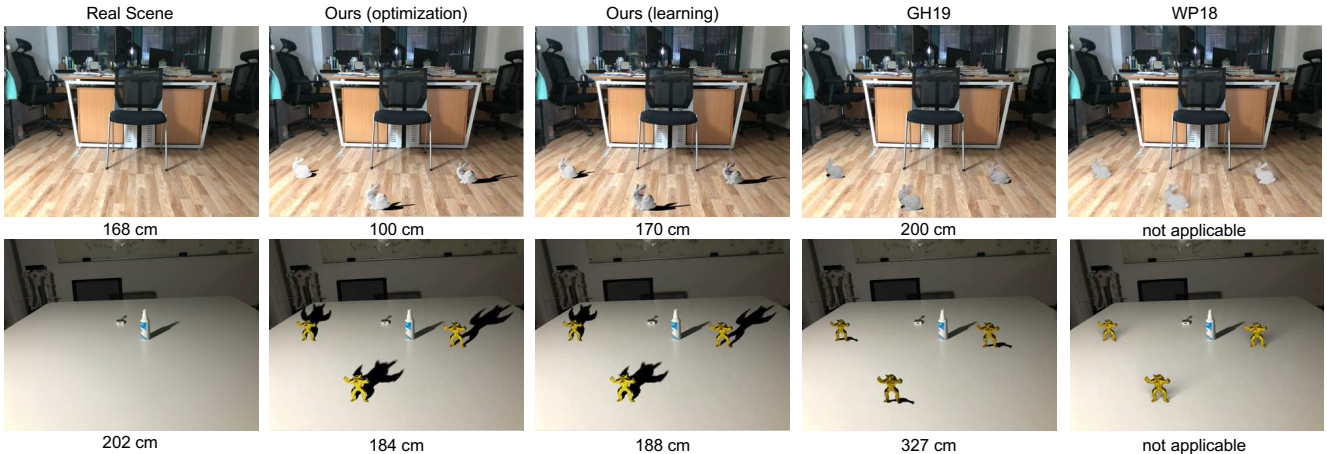 Real Scene Ours (optimization) Ours (learning) GH19 WP18
168 cm 100 cm 170 cm 200 cm not applicable
202 cm 184 cm 188 cm 327 cm not applicable